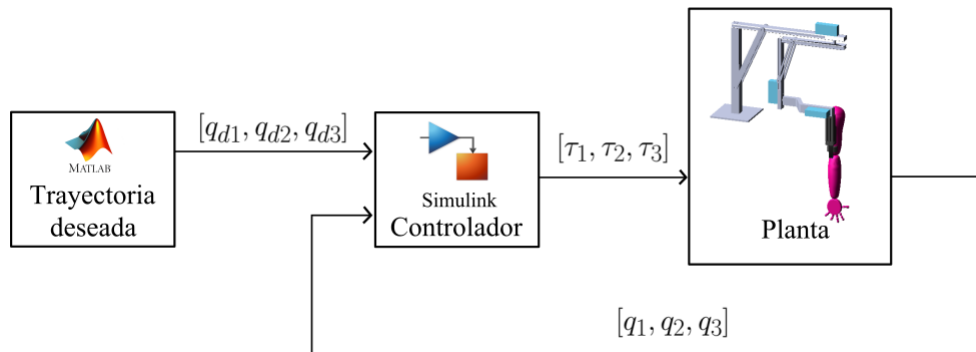 [q_{d1}, q_{d2}, q_{d3}]
[τ_1, τ_2, τ_3]
MATLAB
Trayectoria
deseada
Simulink
Controlador
Planta
[q_1, q_2, q_3]